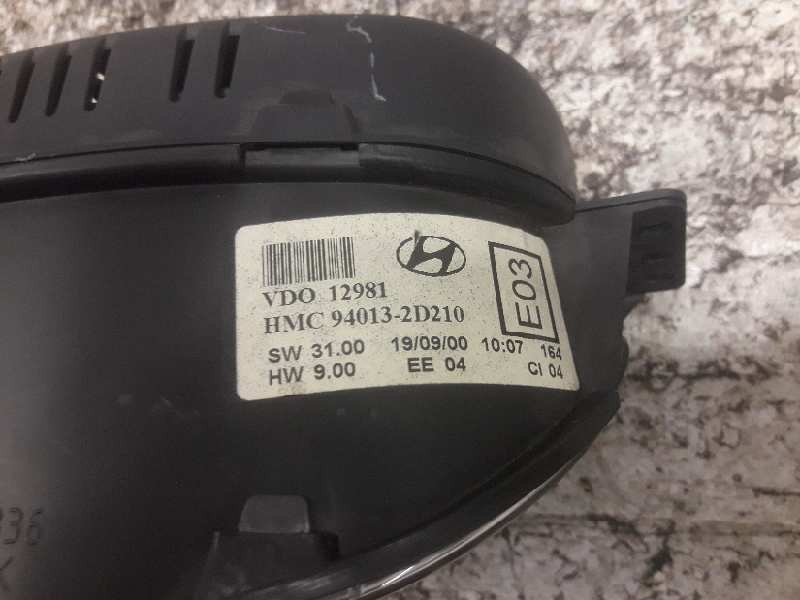 VDO 12981
HMC 94013-2D210
E03
SW 31.00 19/09/00 10:07 164
HW 9.00 EE 04 CI 04
336